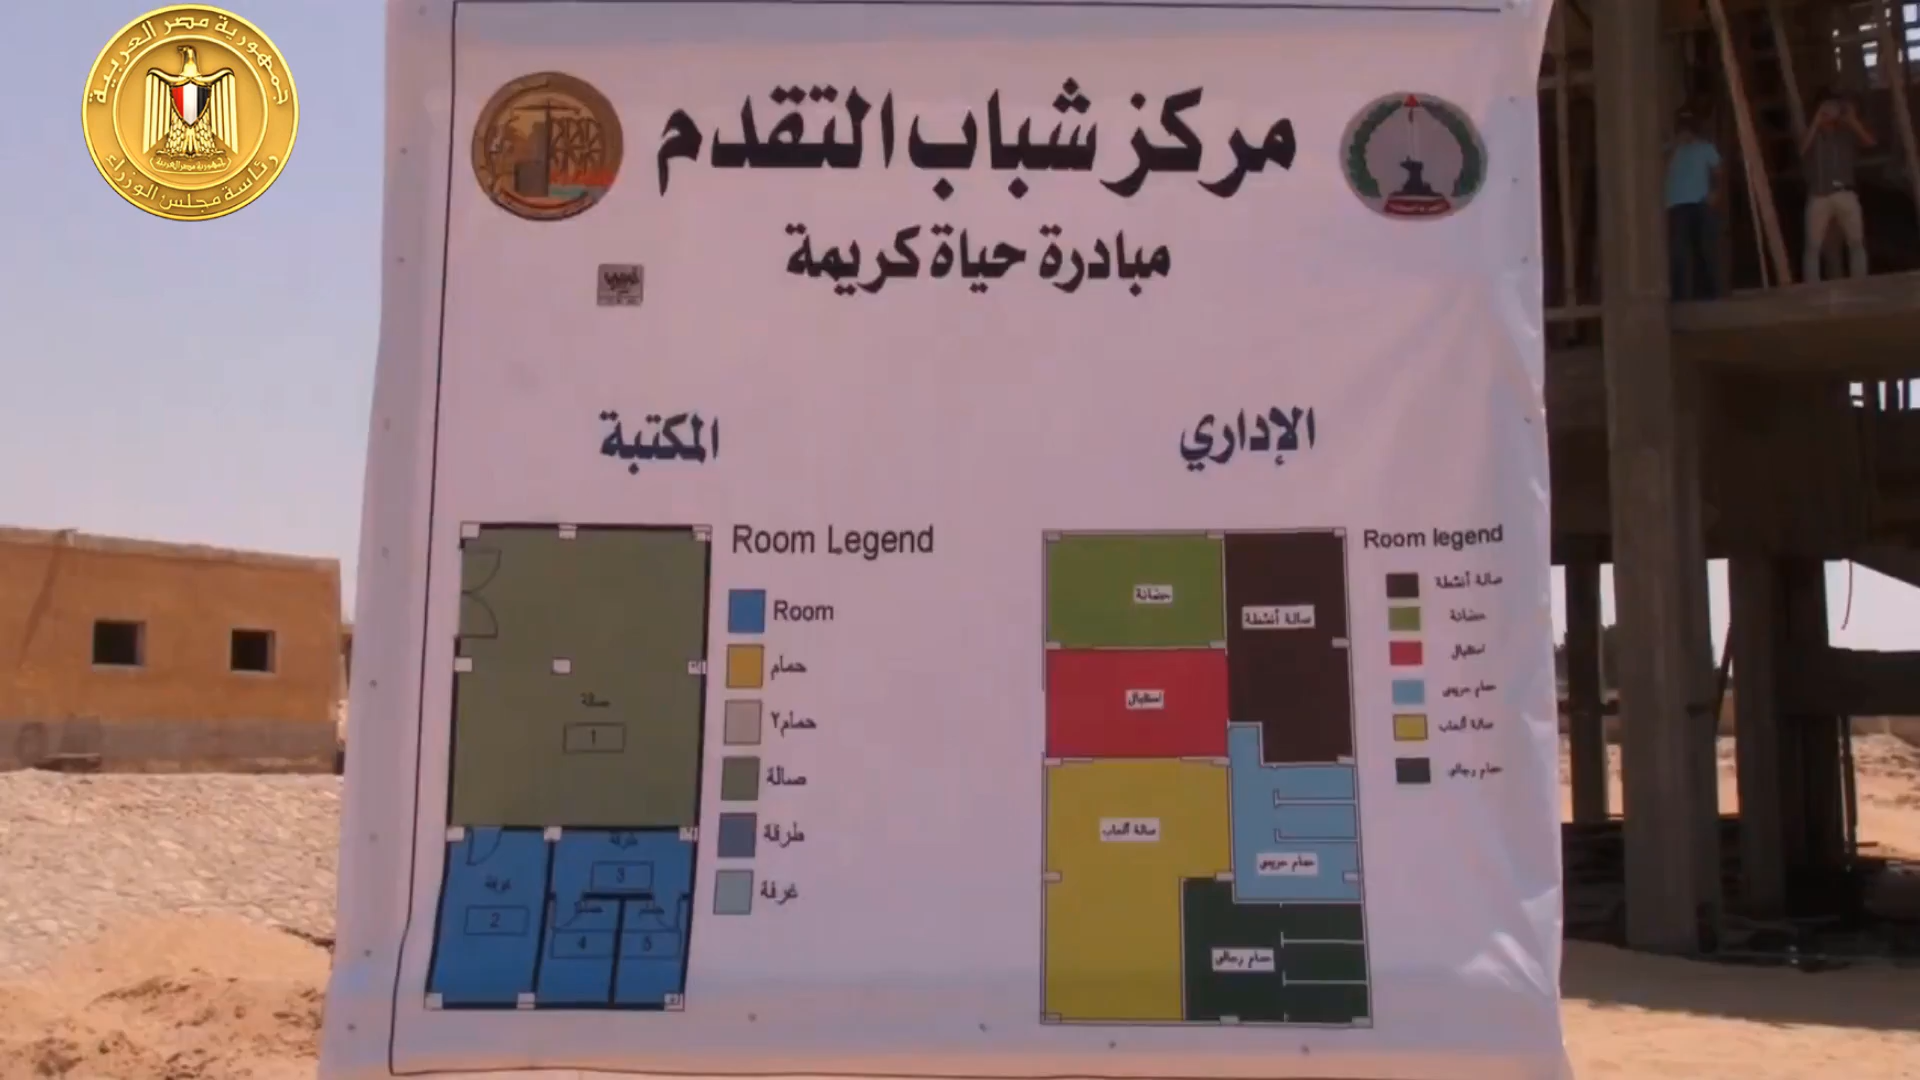 جمهورية مصر العربية
رئاسة مجلس الوزراء
مركز شباب التقدم
مبادرة حياة كريمة
الإداري
المكتبة
Room legend
صالة أنشطة
حضانة
استقبال
حمام حريمي
صالة ألعاب
حمام رجالي
حضانة
صالة أنشطة
استقبال
صالة ألعاب
حمام حريمي
حمام رجالي
Room Legend
Room
حمام
حمام٢
صالة
طرقة
غرفة
صالة
1
طرقة
3
غرفة
2
4
5